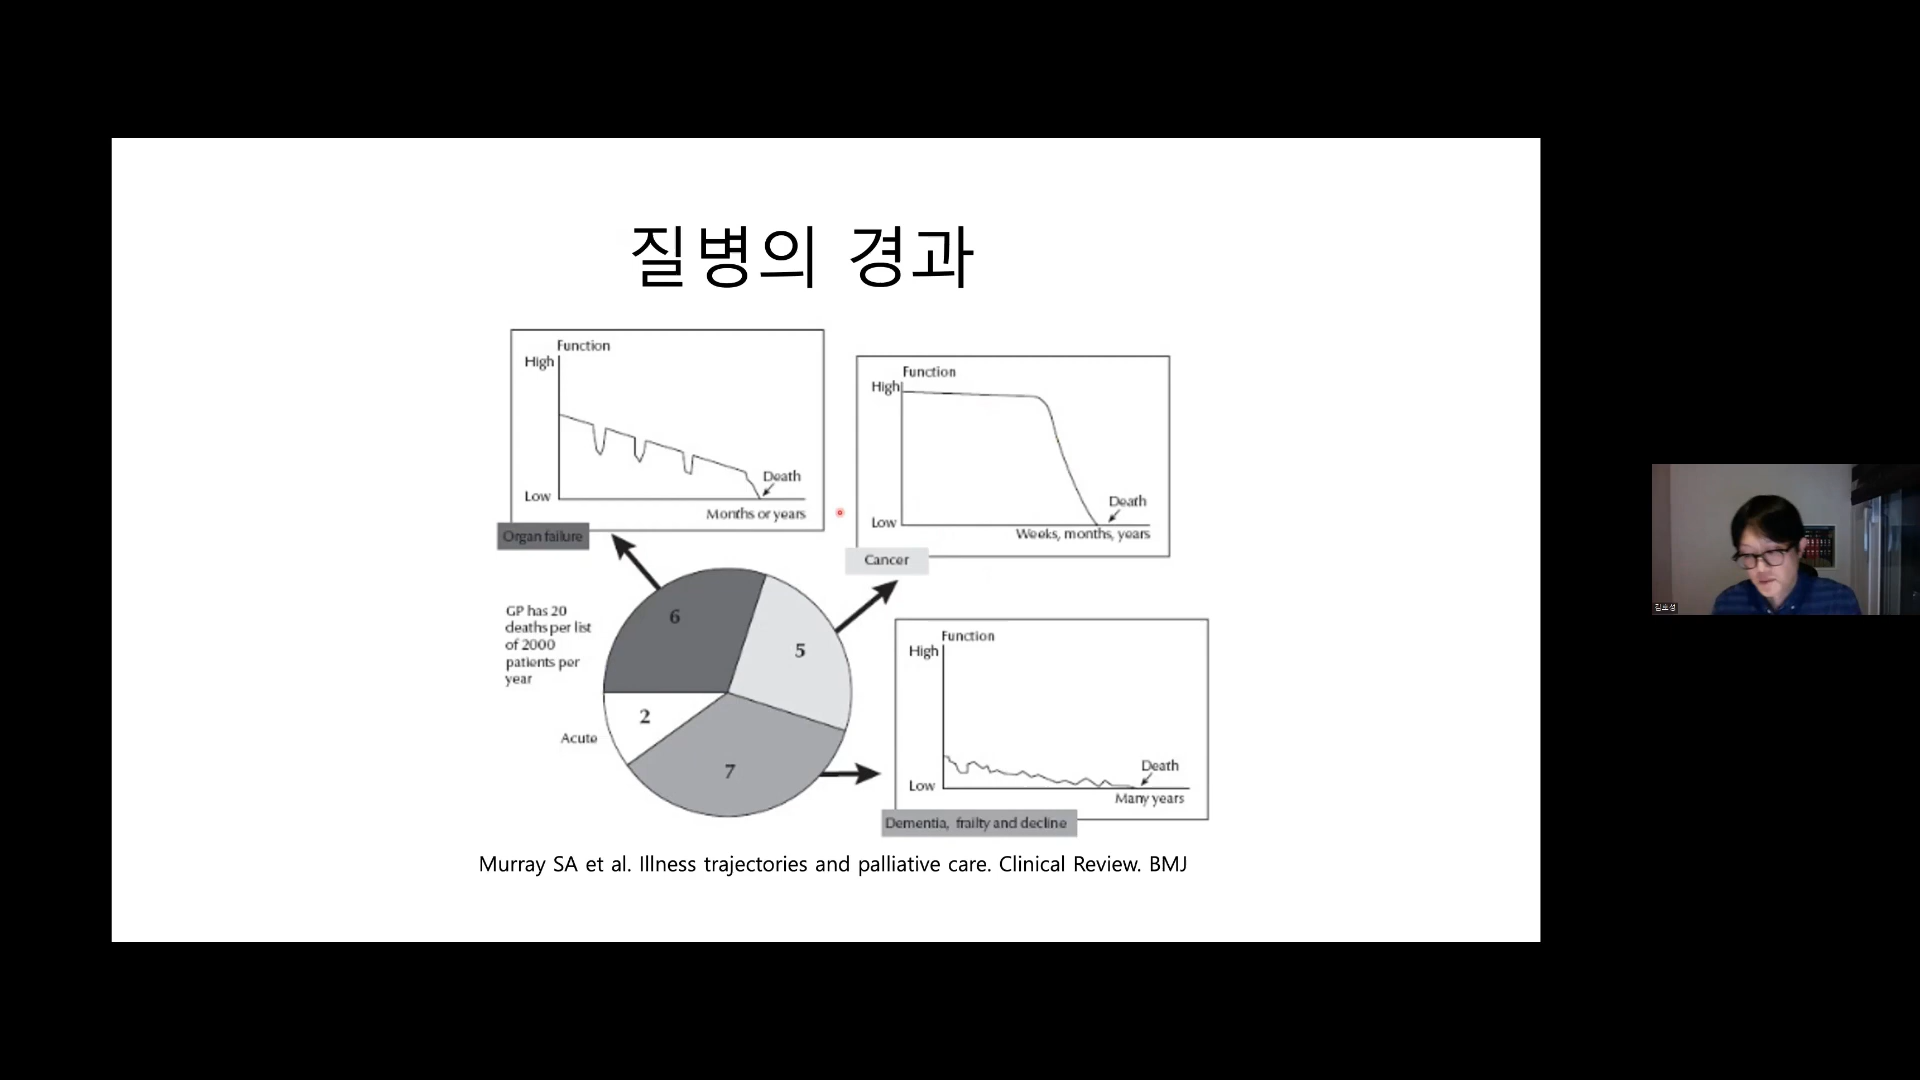 질병의 경과
Function
High
Low
Death
Months or years
Organ failure
Function
High
Low
Death
Weeks, months, years
Cancer
GP has 20
deaths per list
of 2000
patients per
year
6
5
2
7
Acute
Function
High
Low
Death
Many years
Dementia, frailty and decline
Murray SA et al. Illness trajectories and palliative care. Clinical Review. BMJ